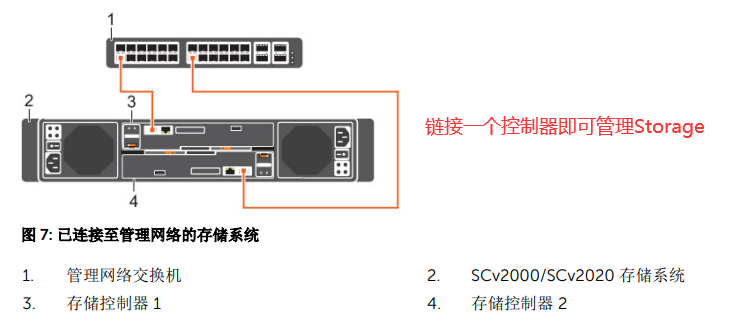 1
2
3
链接一个控制器即可管理Storage
4
图 7: 已连接至管理网络的存储系统
1. 管理网络交换机 2. SCv2000/SCv2020 存储系统
3. 存储控制器 1 4. 存储控制器 2